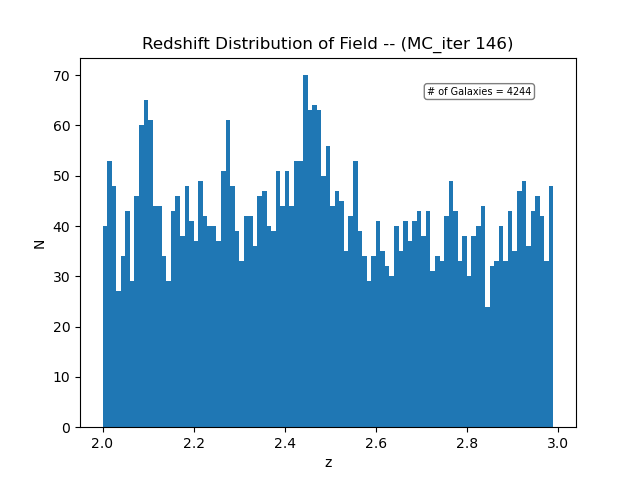 Redshift Distribution of Field -- (MC_iter 146)
# of Galaxies = 4244
70
60
50
40
30
20
10
0
N
2.0 2.2 2.4 2.6 2.8 3.0
z